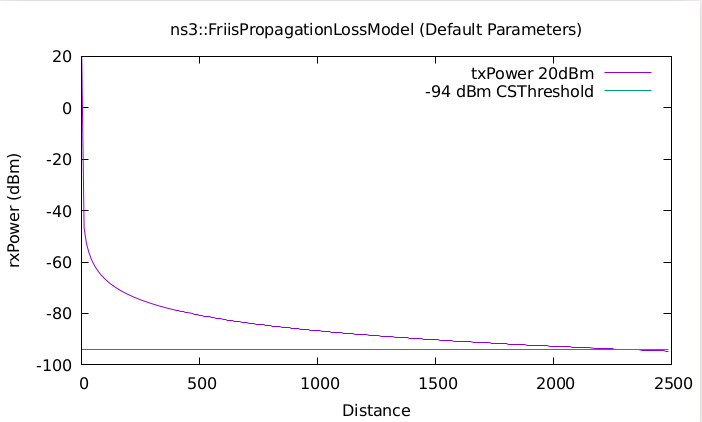 ns3::FriisPropagationLossModel (Default Parameters)
txPower 20dBm
-94 dBm CSThreshold
rxPower (dBm)
20
0
-20
-40
-60
-80
-100
0 500 1000 1500 2000 2500
Distance